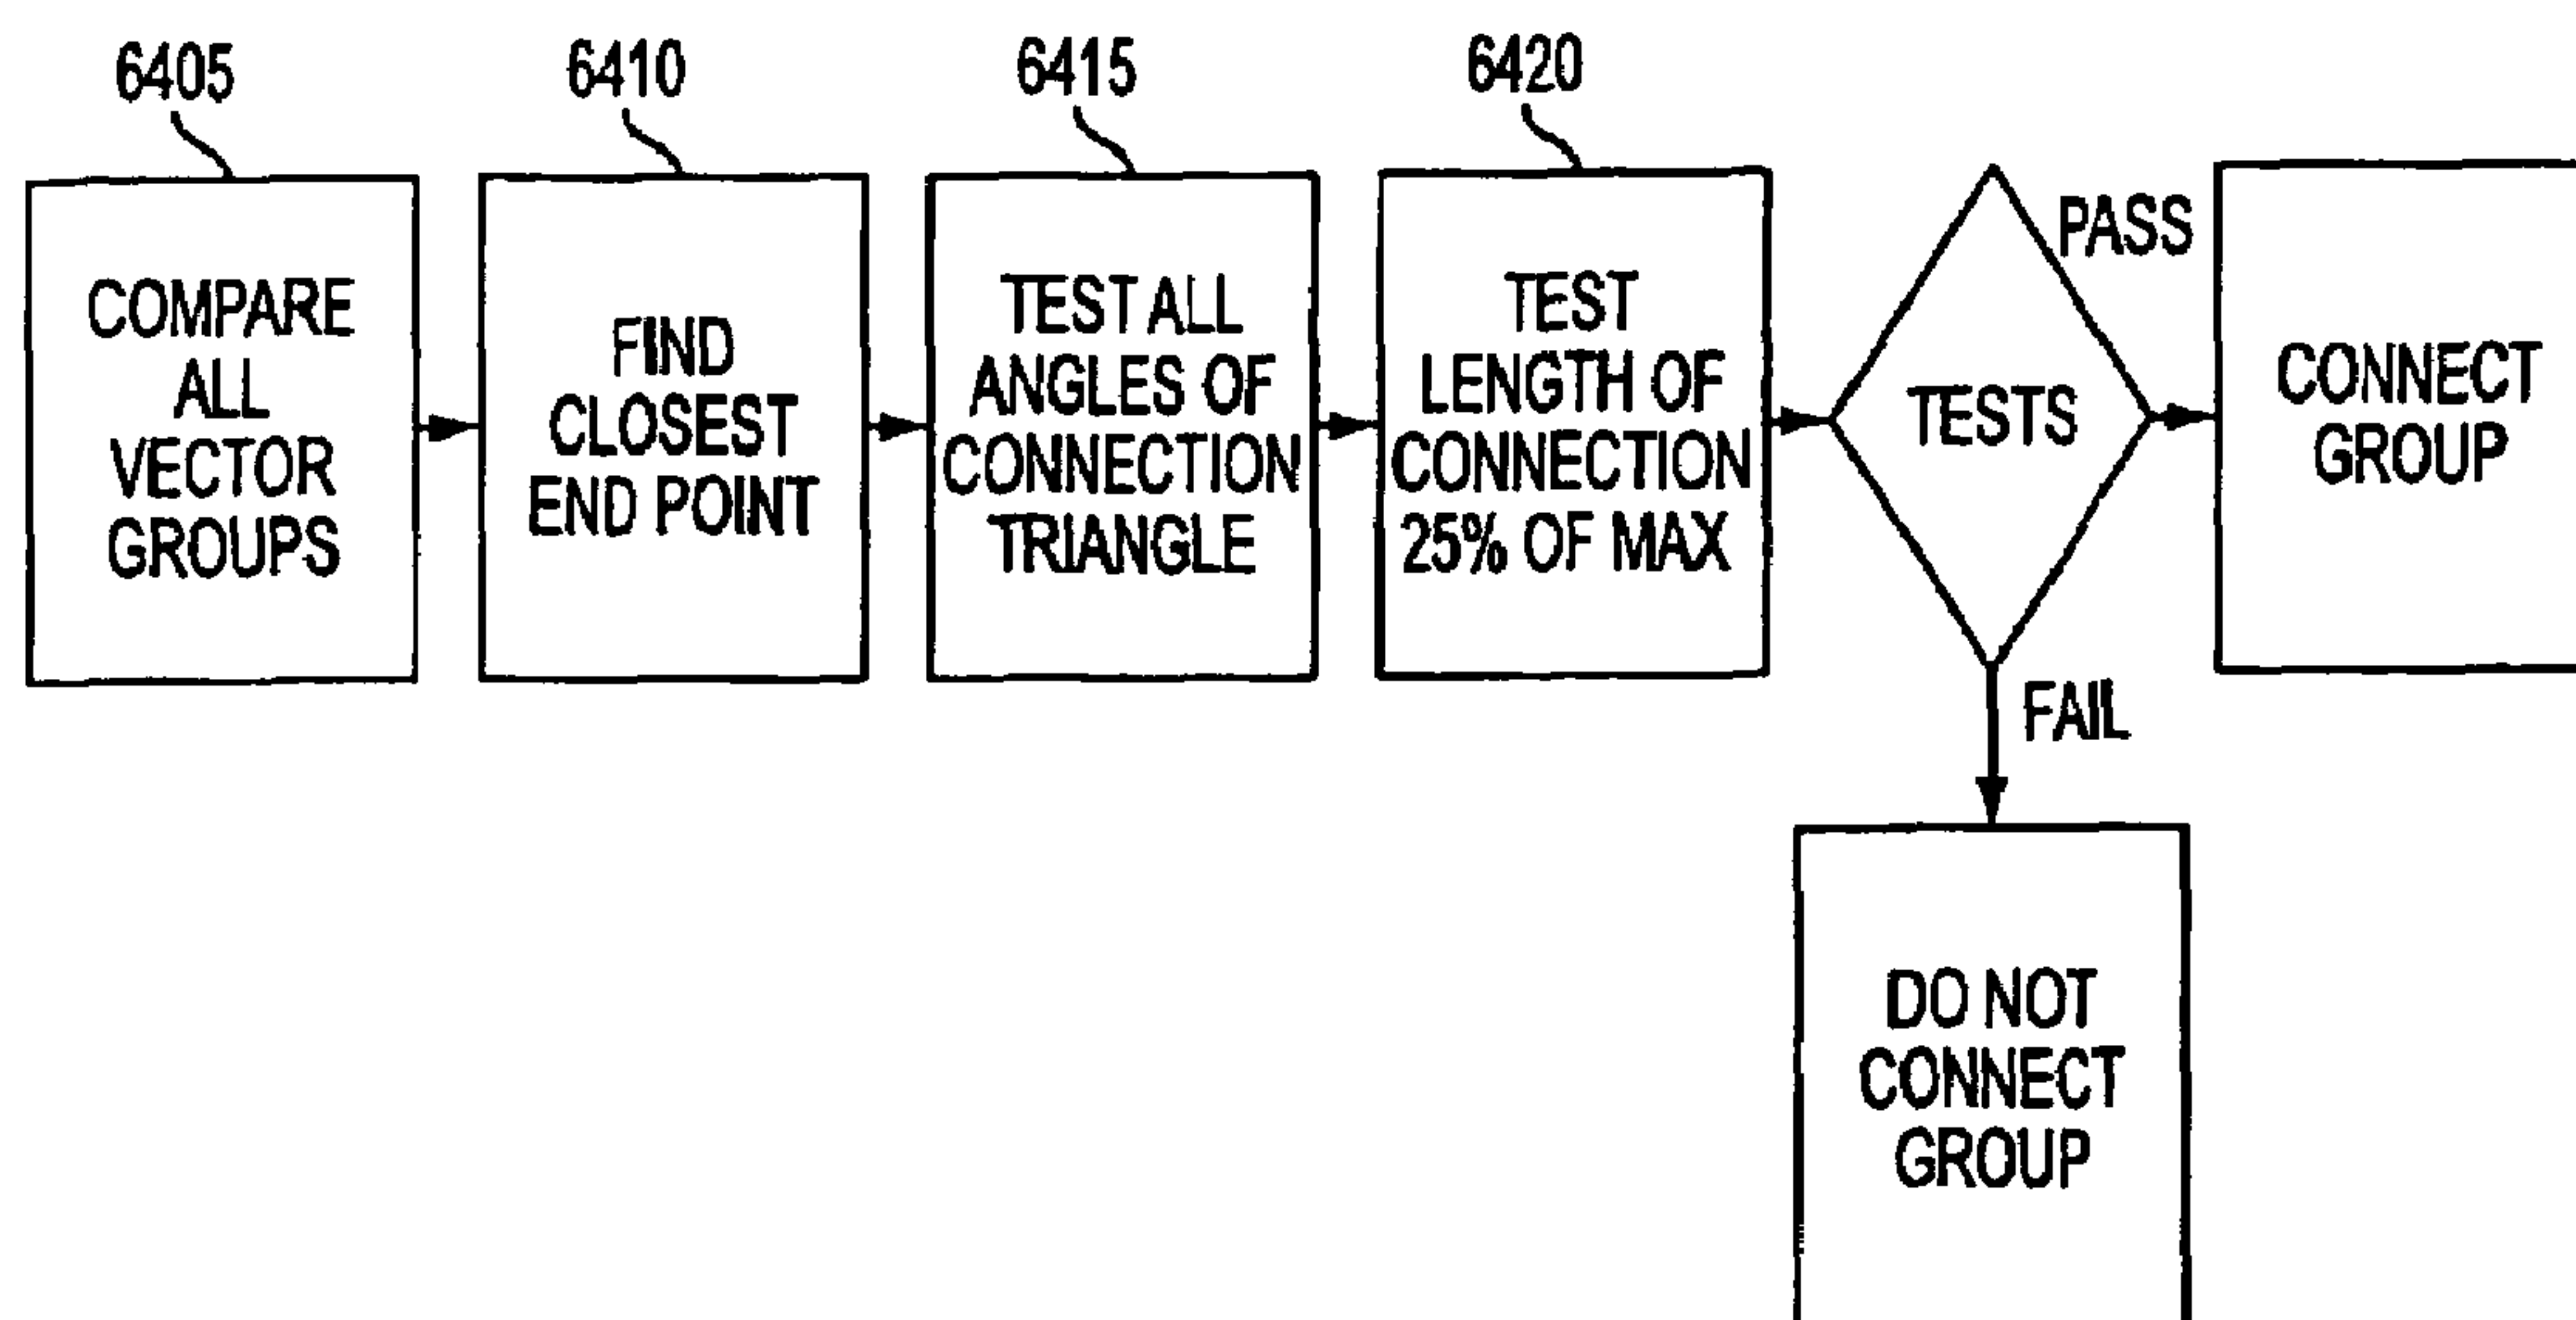 6405
6410
6415
6420
COMPARE
ALL
VECTOR
GROUPS
FIND
CLOSEST
END POINT
TEST ALL
ANGLES OF
CONNECTION
TRIANGLE
TEST
LENGTH OF
CONNECTION
25% OF MAX
TESTS
PASS
CONNECT
GROUP
FAIL
DO NOT
CONNECT
GROUP